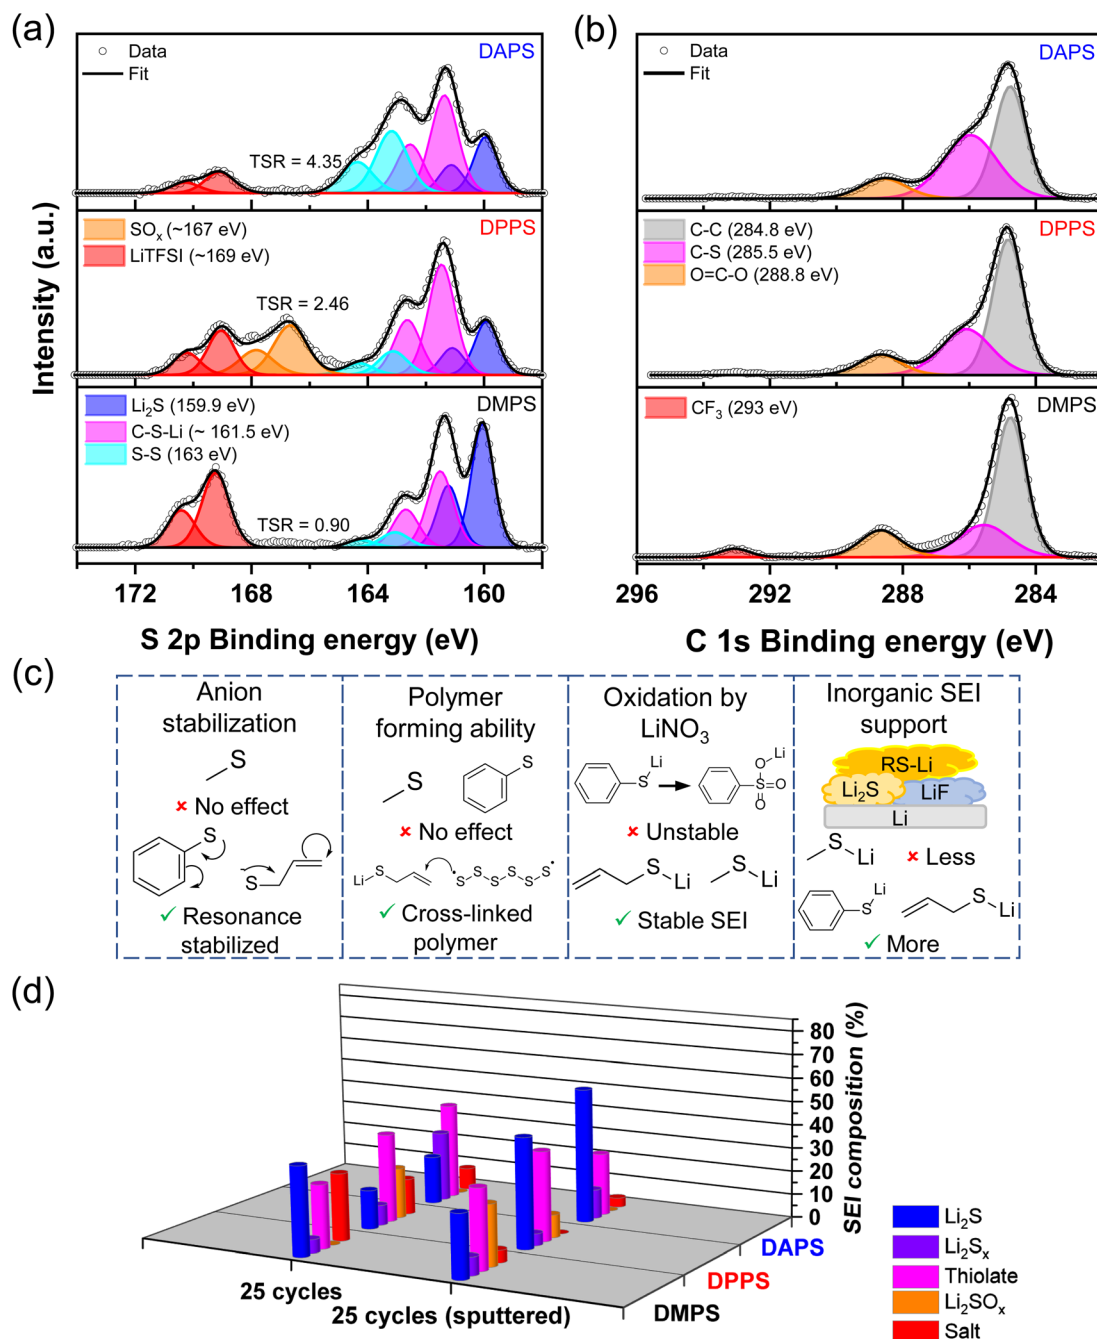 (a)
Data
Fit
DAPS
TSR = 4.35
SOₓ (~167 eV)
LiTFSI (~169 eV)
DPPS
TSR = 2.46
Li₂S (159.9 eV)
C-S-Li (~ 161.5 eV)
S-S (163 eV)
DMPS
TSR = 0.90
Intensity (a.u.)
172 168 164 160
S 2p Binding energy (eV)
(b)
Data
Fit
DAPS
C-C (284.8 eV)
C-S (285.5 eV)
O=C-O (288.8 eV)
DPPS
CF₃ (293 eV)
DMPS
296 292 288 284
C 1s Binding energy (eV)
(c)
Anion
stabilization
S
✘ No effect
S
S
✓ Resonance
stabilized
Polymer
forming ability
S
S
✘ No effect
Li
S
S S S S S S
✓ Cross-linked
polymer
Oxidation by
LiNO₃
Li
S
Li
O
S=O
O
✘ Unstable
S
Li
S
Li
✓ Stable SEI
Inorganic SEI
support
RS-Li
Li₂S
LiF
Li
S
Li
✘ Less
Li
S
S
Li
✓ More
(d)
SEI composition (%)
80
70
60
50
40
30
20
10
0
25 cycles
25 cycles (sputtered)
DMPS
DPPS
DAPS
Li₂S
Li₂Sₓ
Thiolate
Li₂SOₓ
Salt